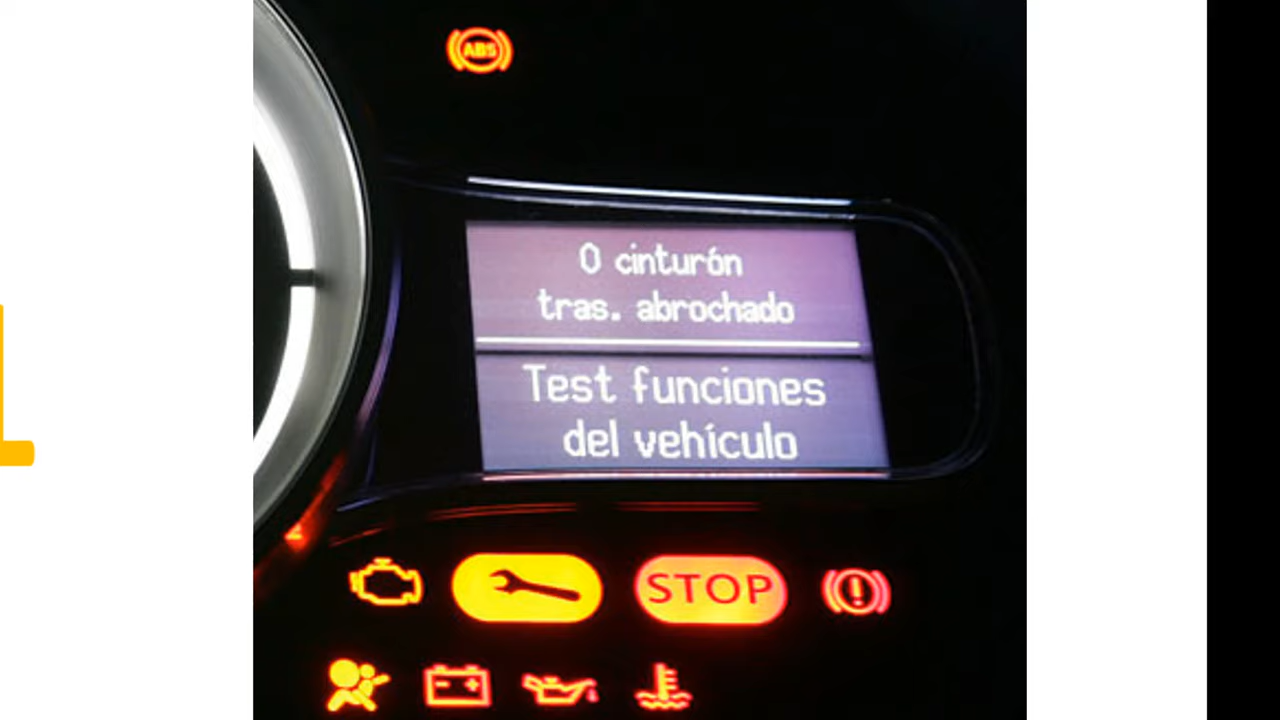 ABS
0 cinturón
tras. abrochado
Test funciones
del vehículo
STOP